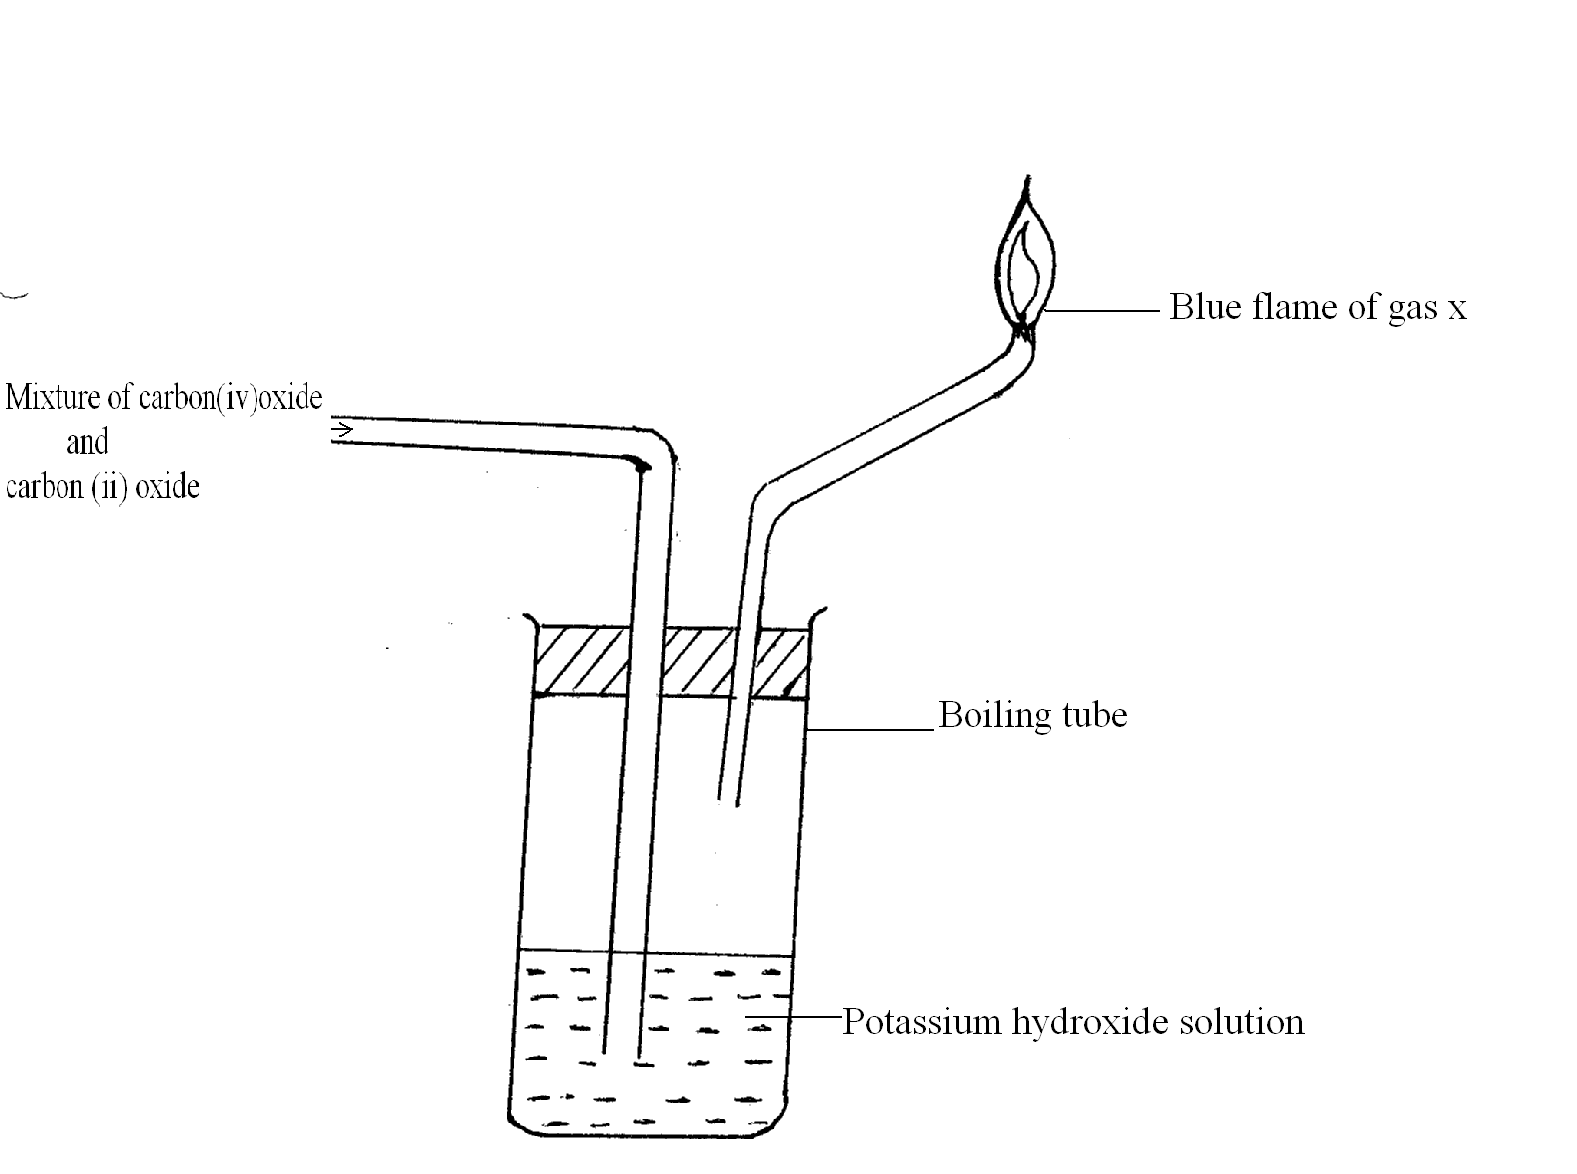 Blue flame of gas x
Mixture of carbon(iv)oxide
and
carbon (ii) oxide
Boiling tube
Potassium hydroxide solution